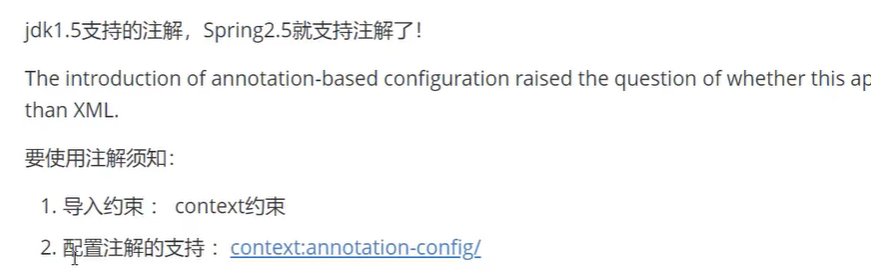 jdk1.5支持的注解，Spring2.5就支持注解了！
The introduction of annotation-based configuration raised the question of whether this ap
than XML.
要使用注解须知：
1. 导入约束： context约束
2. 配置注解的支持： context:annotation-config/